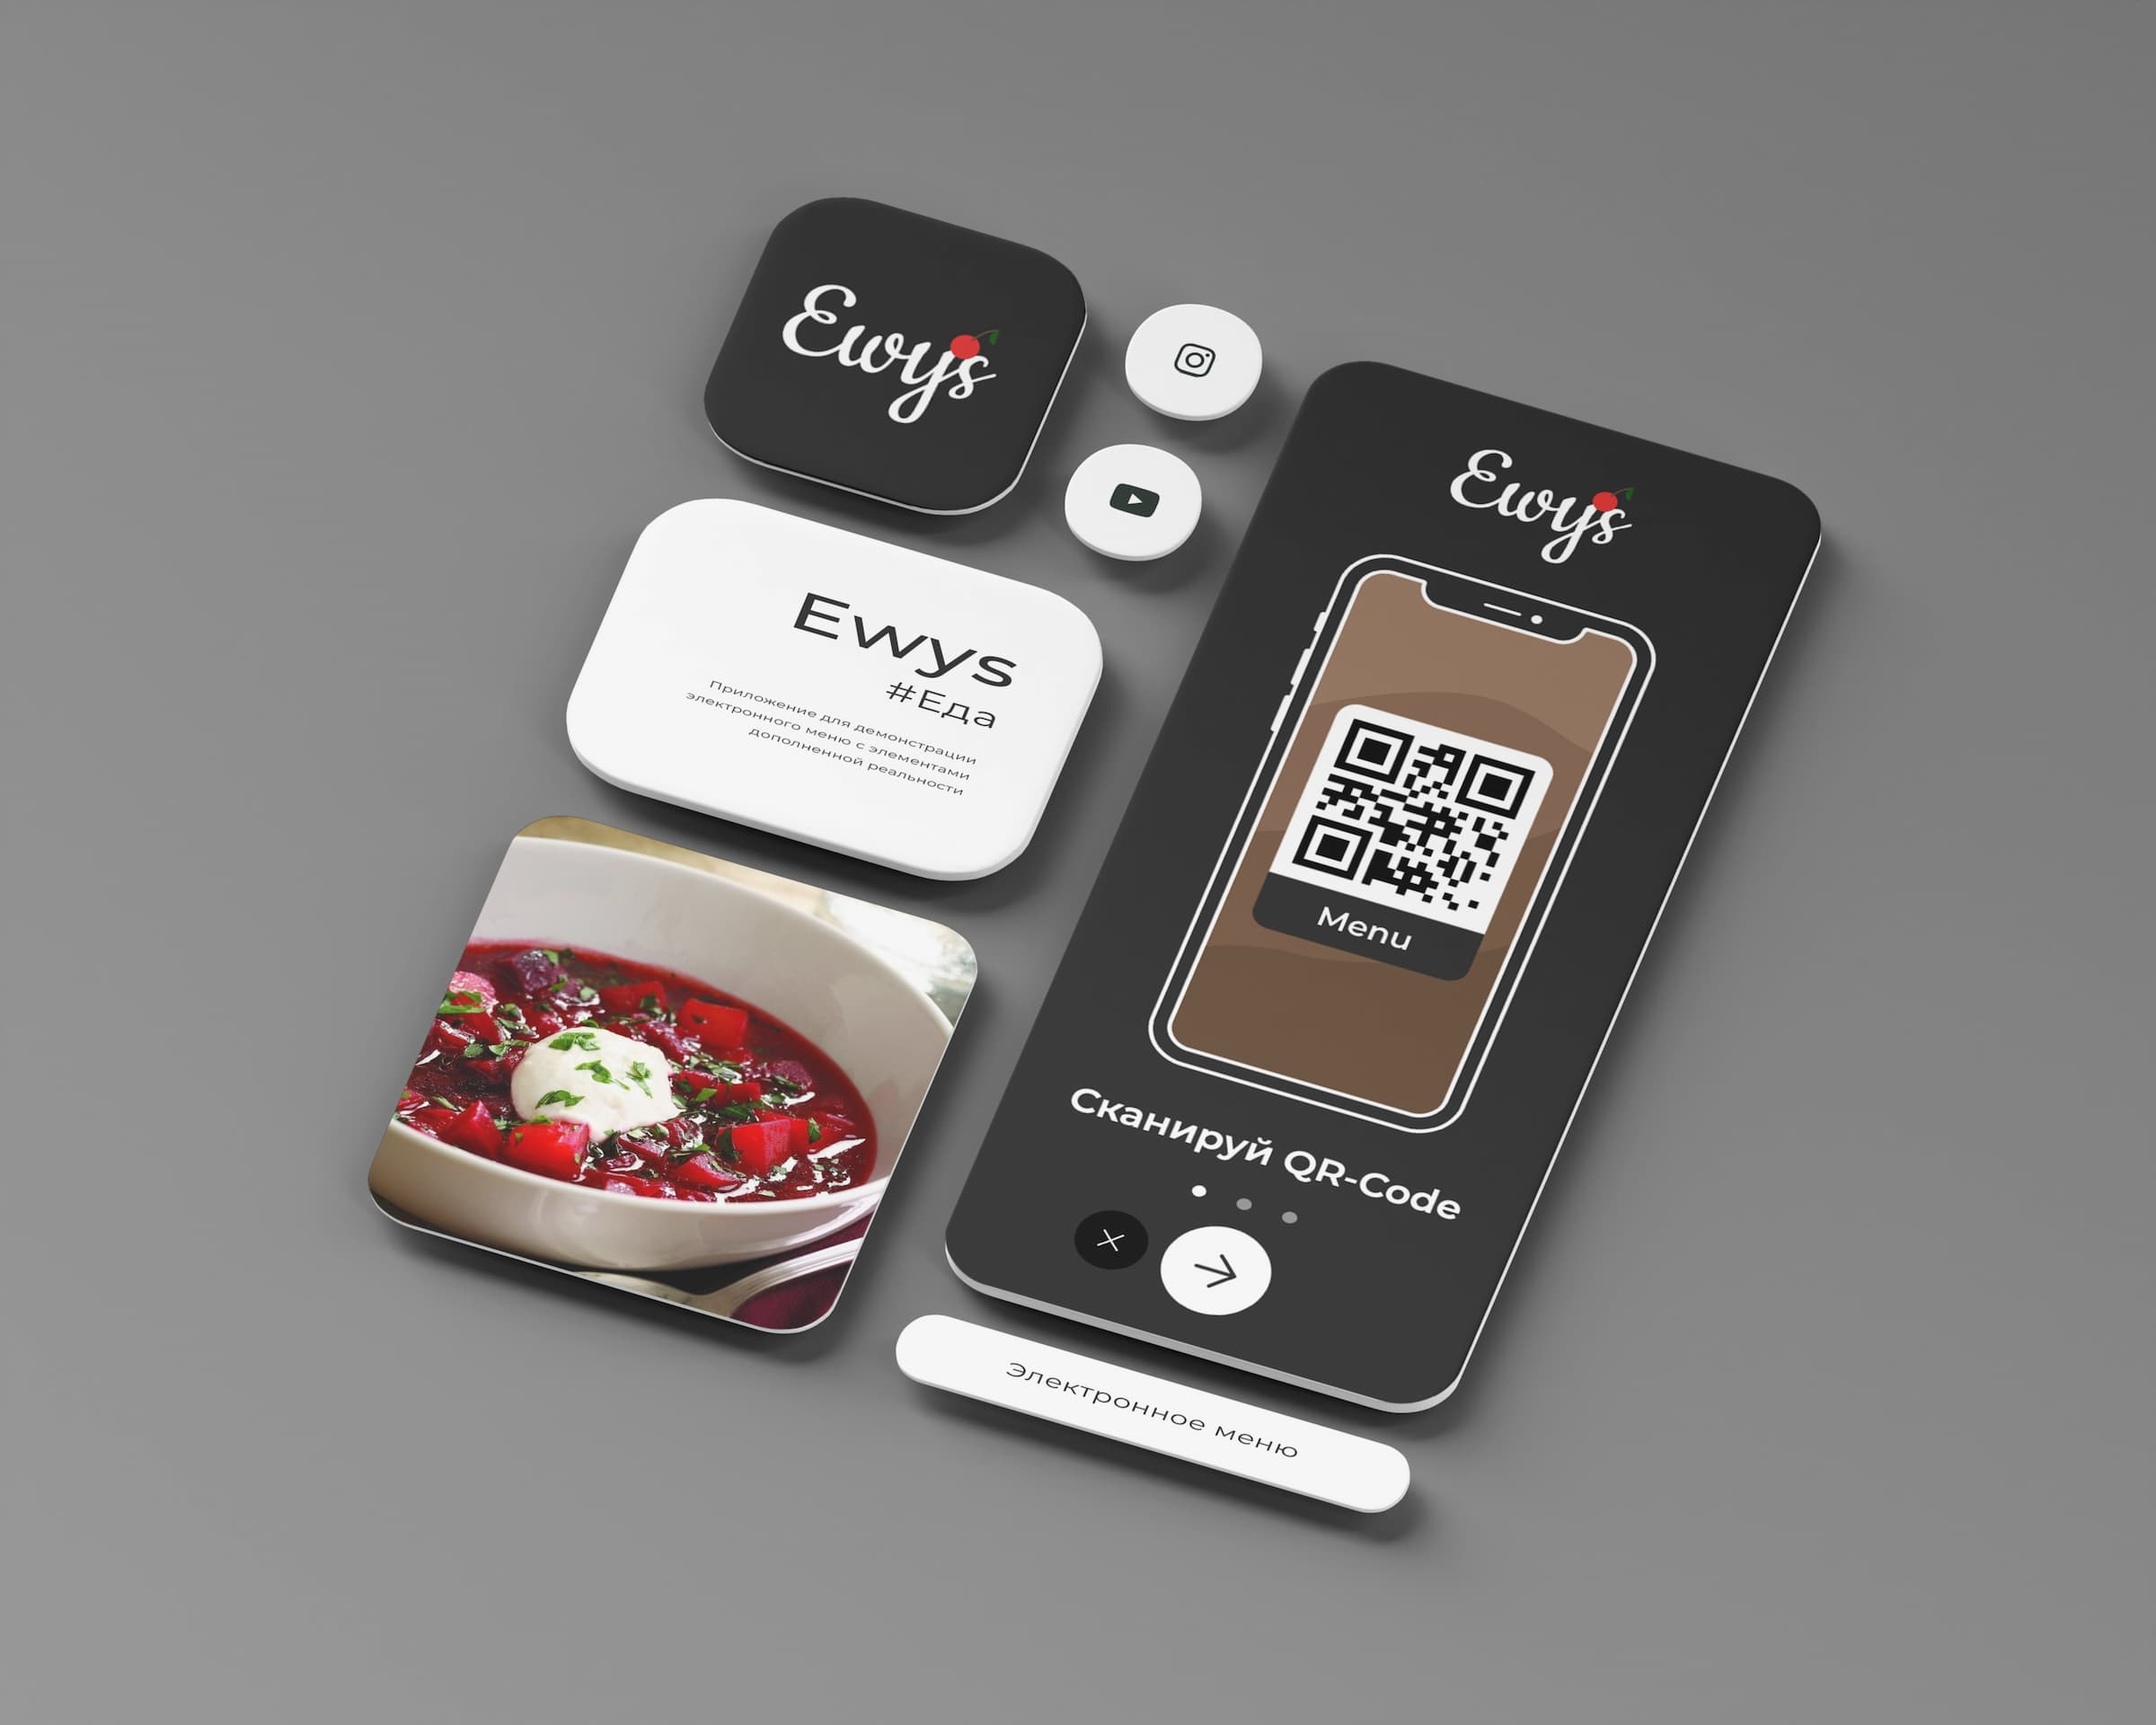 Ewys
Ewys
#Еда
Приложение для демонстрации
электронного меню с элементами
дополненной реальности
Ewys
Menu
Сканируй QR-Code
Электронное меню